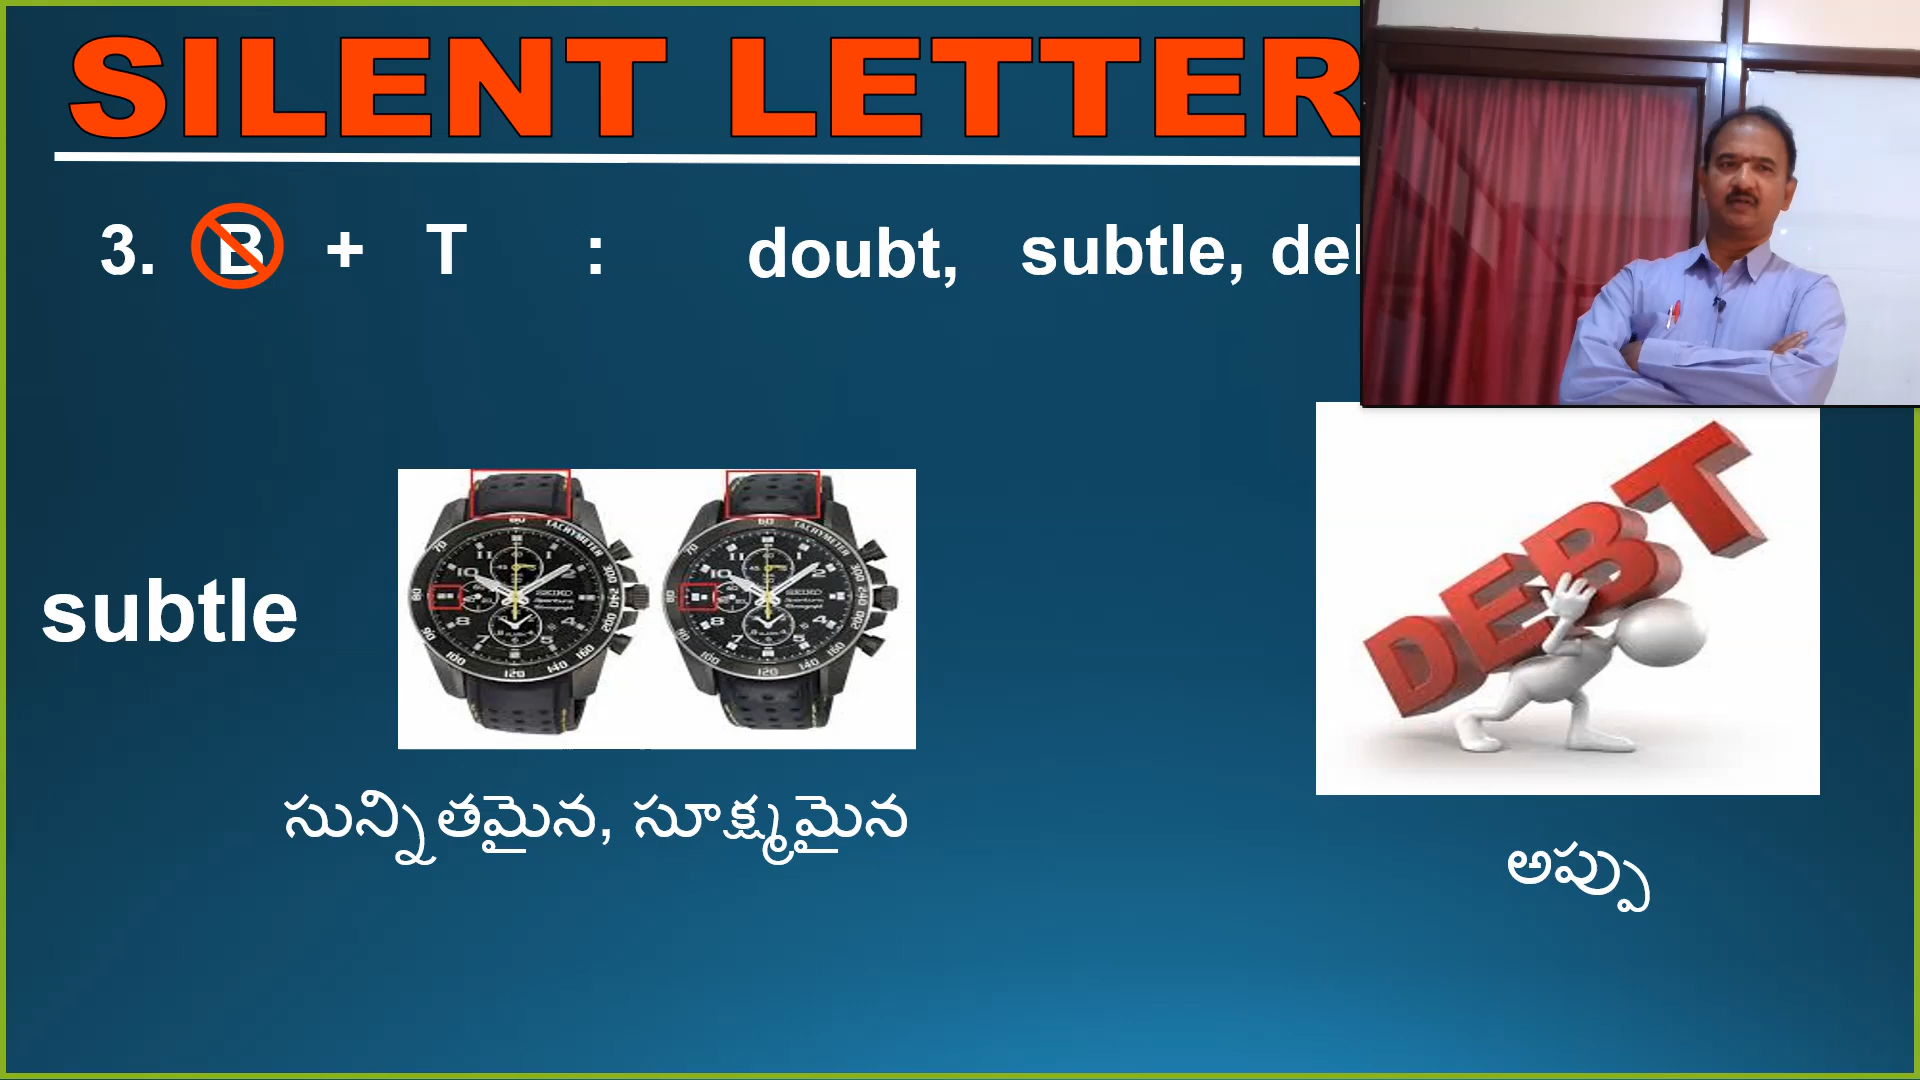 SILENT LETTER
3. B + T : doubt, subtle, de
subtle
DEBT
సున్నితమైన, సూక్ష్మమైన
అప్పు